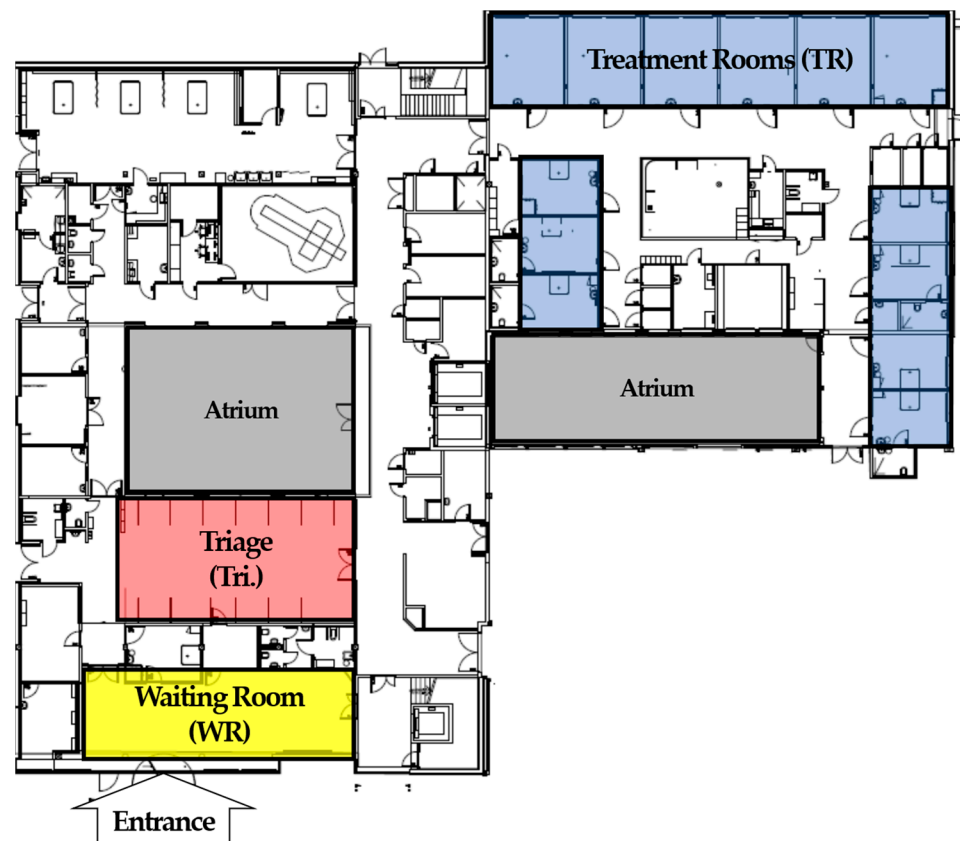 Treatment Rooms (TR)
Atrium
Atrium
Triage
(Tri.)
Waiting Room
(WR)
Entrance